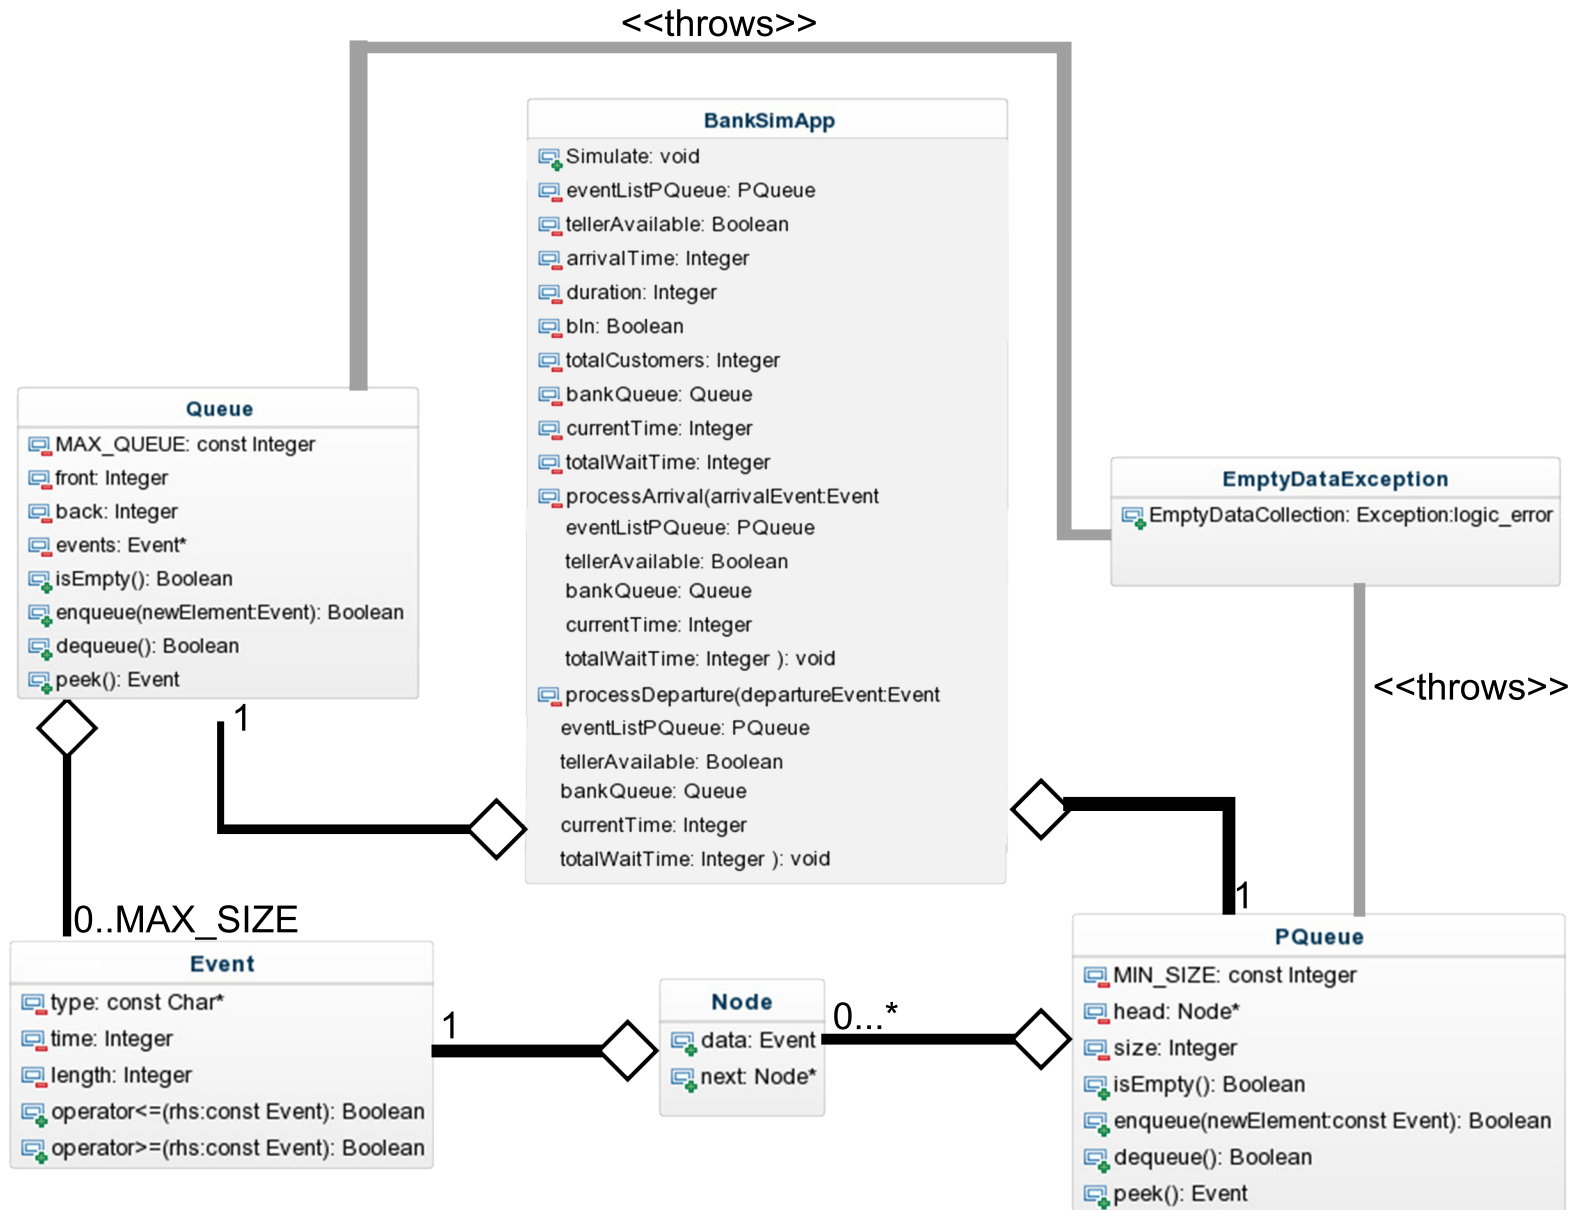 <<throws>>
BankSimApp
Simulate: void
eventListPQueue: PQueue
tellerAvailable: Boolean
arrivalTime: Integer
duration: Integer
bln: Boolean
totalCustomers: Integer
bankQueue: Queue
currentTime: Integer
totalWaitTime: Integer
processArrival(arrivalEvent:Event
eventListPQueue: PQueue
tellerAvailable: Boolean
bankQueue: Queue
currentTime: Integer
totalWaitTime: Integer ): void
processDeparture(departureEvent:Event
eventListPQueue: PQueue
tellerAvailable: Boolean
bankQueue: Queue
currentTime: Integer
totalWaitTime: Integer ): void
Queue
MAX_QUEUE: const Integer
front: Integer
back: Integer
events: Event*
isEmpty(): Boolean
enqueue(newElement:Event): Boolean
dequeue(): Boolean
peek(): Event
EmptyDataException
EmptyDataCollection: Exception:logic_error
<<throws>>
1
1
0..MAX_SIZE
Event
type: const Char*
time: Integer
length: Integer
operator<=(rhs:const Event): Boolean
operator>=(rhs:const Event): Boolean
1
Node
data: Event
next: Node*
0...*
PQueue
MIN_SIZE: const Integer
head: Node*
size: Integer
isEmpty(): Boolean
enqueue(newElement:const Event): Boolean
dequeue(): Boolean
peek(): Event